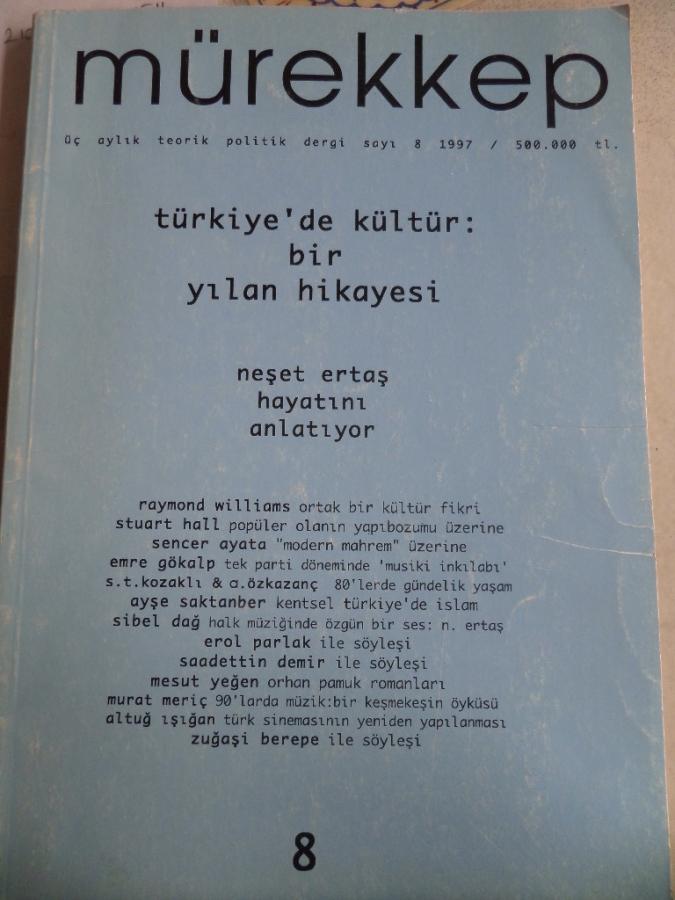 mürekkep
üç aylık teorik politik dergi sayı 8 1997 / 500.000 tl.
türkiye'de kültür:
bir
yılan hikayesi
neşet ertaş
hayatını
anlatıyor
raymond williams ortak bir kültür fikri
stuart hall popüler olanın yapıbozumu üzerine
sencer ayata "modern mahrem" üzerine
emre gökalp tek parti döneminde 'musiki inkılabı'
s.t.kozaklı & a.özkazanç 80'lerde gündelik yaşam
ayşe saktanber kentsel türkiye'de islam
sibel dağ halk müziğinde özgün bir ses: n. ertaş
erol parlak ile söyleşi
saadettin demir ile söyleşi
mesut yeğen orhan pamuk romanları
murat meriç 90'larda müzik:bir keşmekeşin öyküsü
altuğ ışığan türk sinemasının yeniden yapılanması
zuğaşi berepe ile söyleşi
8